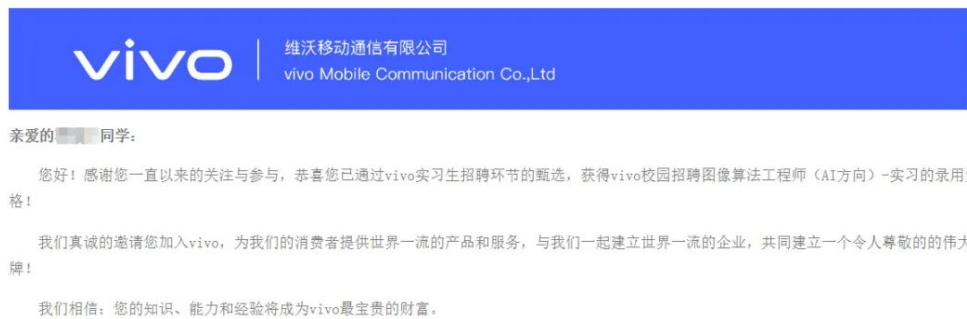 vivo
维沃移动通信有限公司
vivo Mobile Communication Co.,Ltd
亲爱的 同学:
您好!感谢您一直以来的关注与参与,恭喜您已通过vivo实习生招聘环节的甄选,获得vivo校园招聘图像算法工程师(AI方向)-实习的录用
格!
我们真诚的邀请您加入vivo,为我们的消费者提供世界一流的产品和服务,与我们一起建立世界一流的企业,共同建立一个令人尊敬的的伟大
牌!
我们相信:您的知识、能力和经验将成为vivo最宝贵的财富。